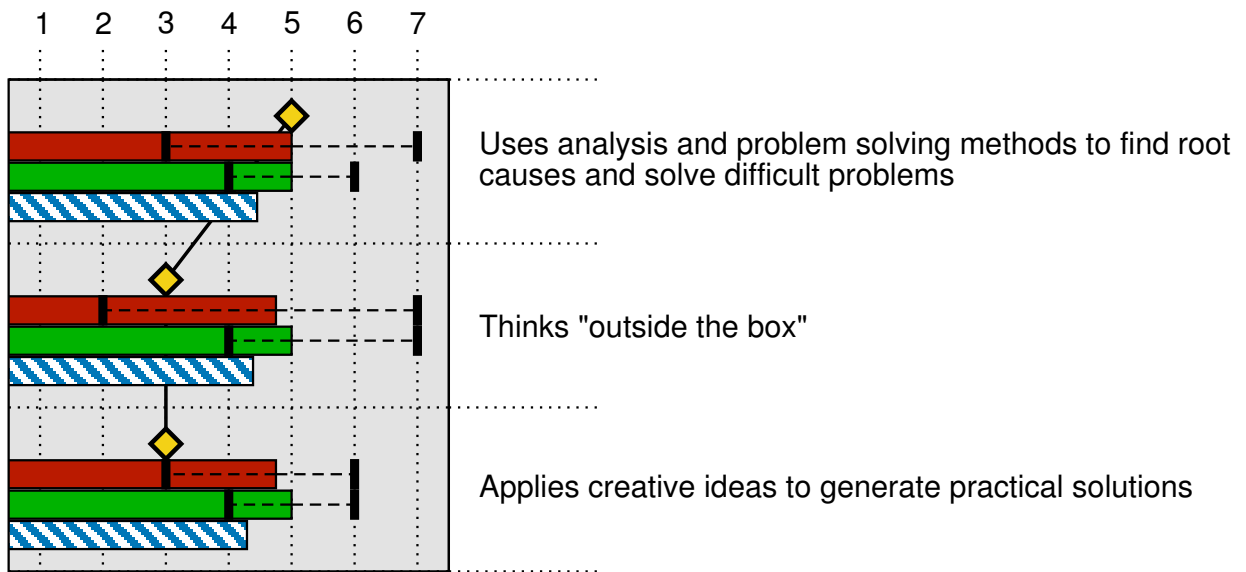 1 2 3 4 5 6 7
Uses analysis and problem solving methods to find root
causes and solve difficult problems
Thinks "outside the box"
Applies creative ideas to generate practical solutions